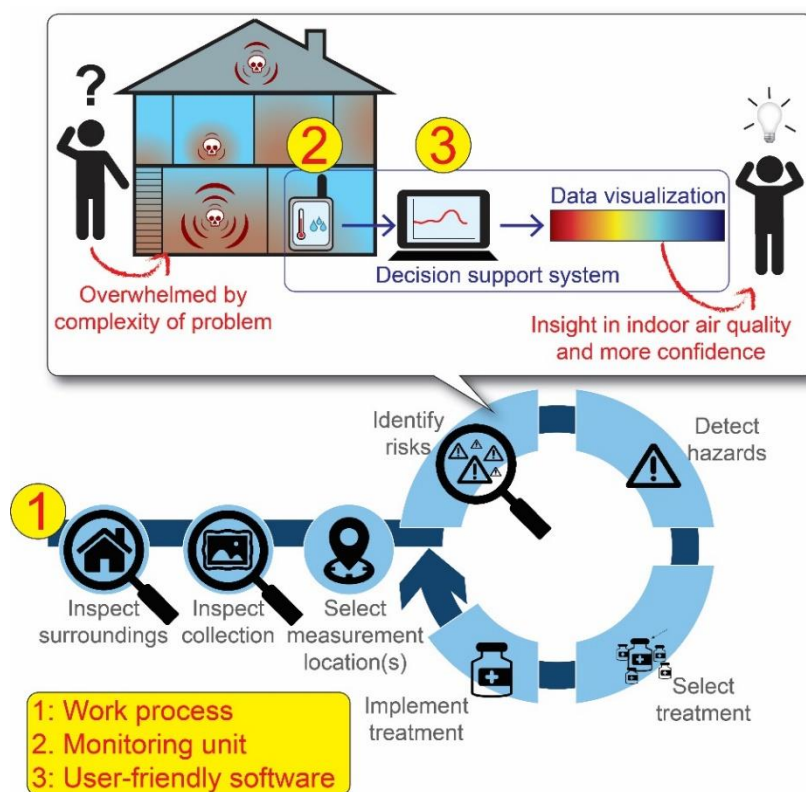 ?
2
3
Data visualization
Decision support system
Overwhelmed by
complexity of problem
Insight in indoor air quality
and more confidence
Identify
risks
Detect
hazards
1
Inspect
surroundings
Inspect
collection
Select
measurement
location(s)
Implement
treatment
Select
treatment
1: Work process
2. Monitoring unit
3: User-friendly software